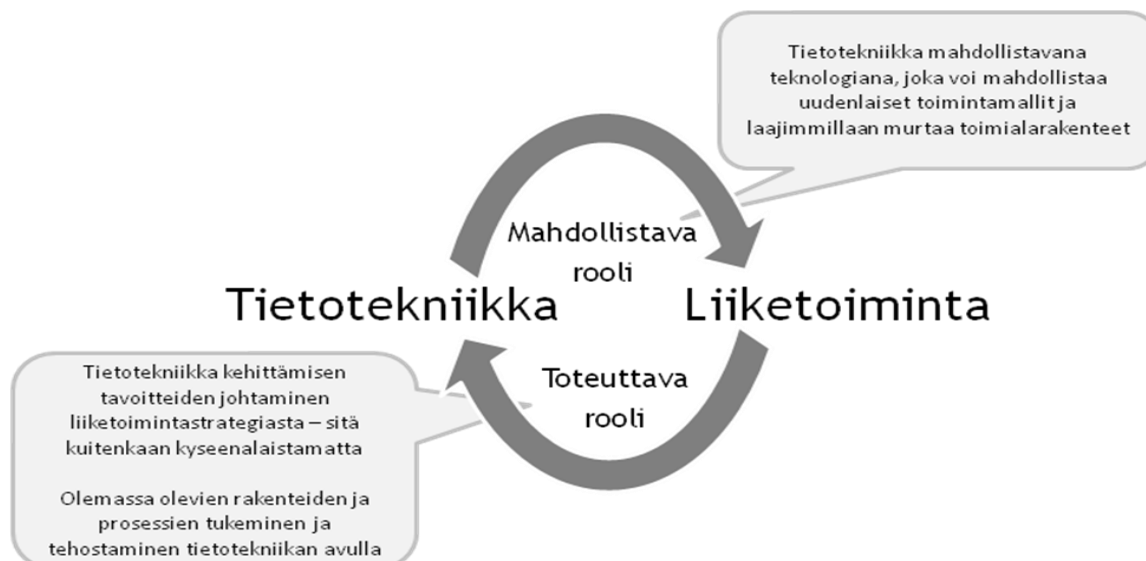 Tietotekniikka mahdollistavana
teknologiana, joka voi mahdollistaa
uudenlaiset toimintamallit ja
laajimmillaan murtaa toimialarakenteet
Mahdollistava
rooli
Tietotekniikka
Liiketoiminta
Toteuttava
rooli
Tietotekniikka kehittämisen
tavoitteiden johtaminen
liiketoimintastrategiasta – sitä
kuitenkaan kyseenalaistamatta
Olemassa olevien rakenteiden ja
prosessien tukeminen ja
tehostaminen tietotekniikan avulla